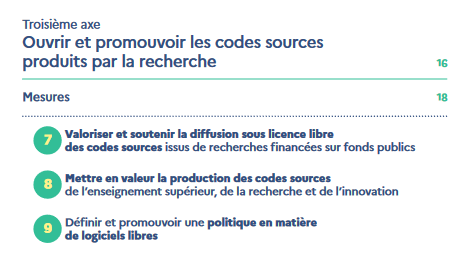 Troisième axe
Ouvrir et promouvoir les codes sources
produits par la recherche 16
Mesures 18
7 Valoriser et soutenir la diffusion sous licence libre
des codes sources issus de recherches financées sur fonds publics
8 Mettre en valeur la production des codes sources
de l'enseignement supérieur, de la recherche et de l'innovation
9 Définir et promouvoir une politique en matière
de logiciels libres